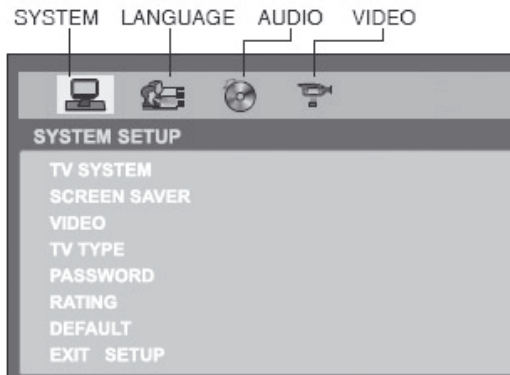 SYSTEM LANGUAGE AUDIO VIDEO
SYSTEM SETUP
TV SYSTEM
SCREEN SAVER
VIDEO
TV TYPE
PASSWORD
RATING
DEFAULT
EXIT SETUP